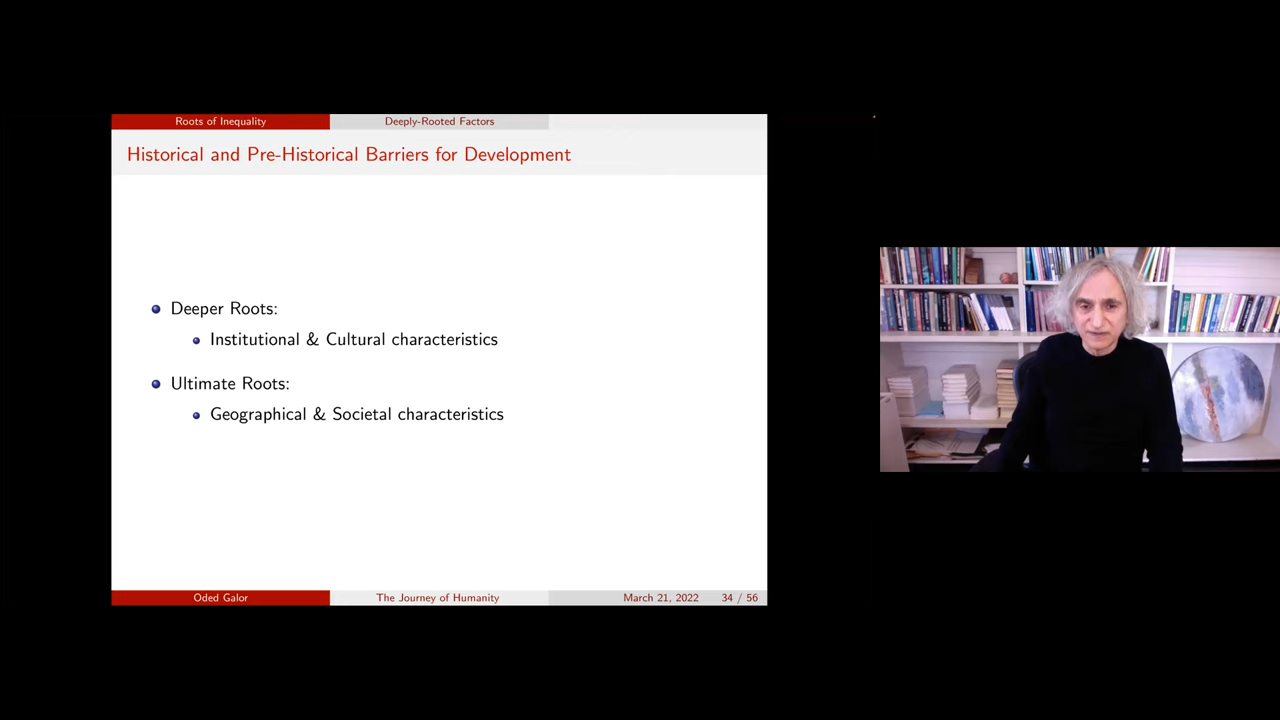 Roots of Inequality
Deeply-Rooted Factors
Historical and Pre-Historical Barriers for Development
Deeper Roots:
Institutional & Cultural characteristics
Ultimate Roots:
Geographical & Societal characteristics
Oded Galor
The Journey of Humanity
March 21, 2022
34 / 56